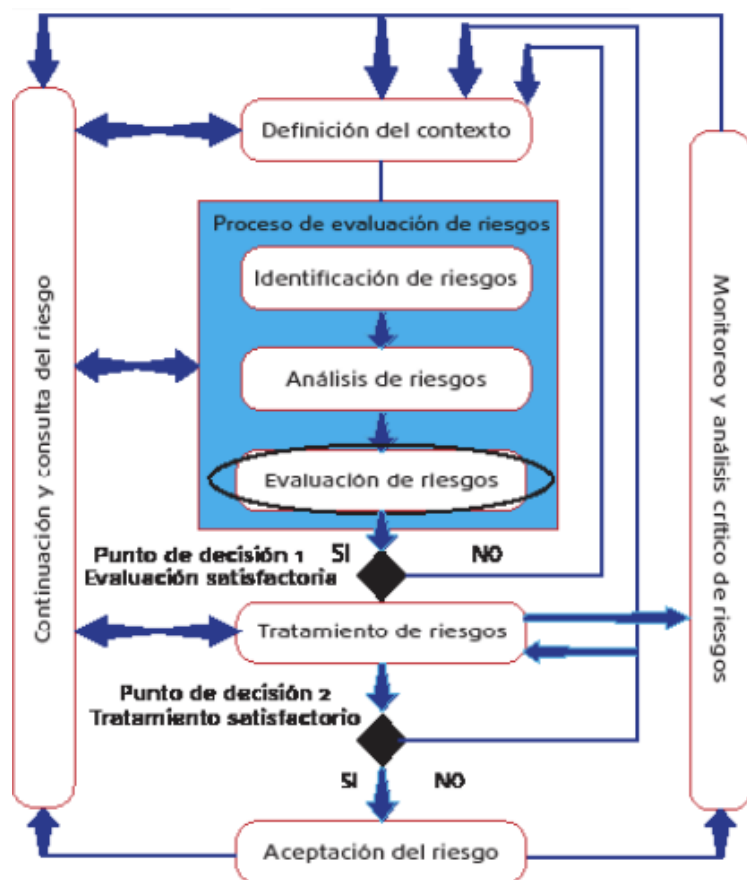 Definición del contexto
Proceso de evaluación de riesgos
Identificación de riesgos
Análisis de riesgos
Evaluación de riesgos
Punto de decisión 1
Evaluación satisfactoria
SI
NO
Tratamiento de riesgos
Punto de decisión 2
Tratamiento satisfactorio
SI
NO
Aceptación del riesgo
Continuación y consulta del riesgo
Monitoreo y análisis crítico de riesgos